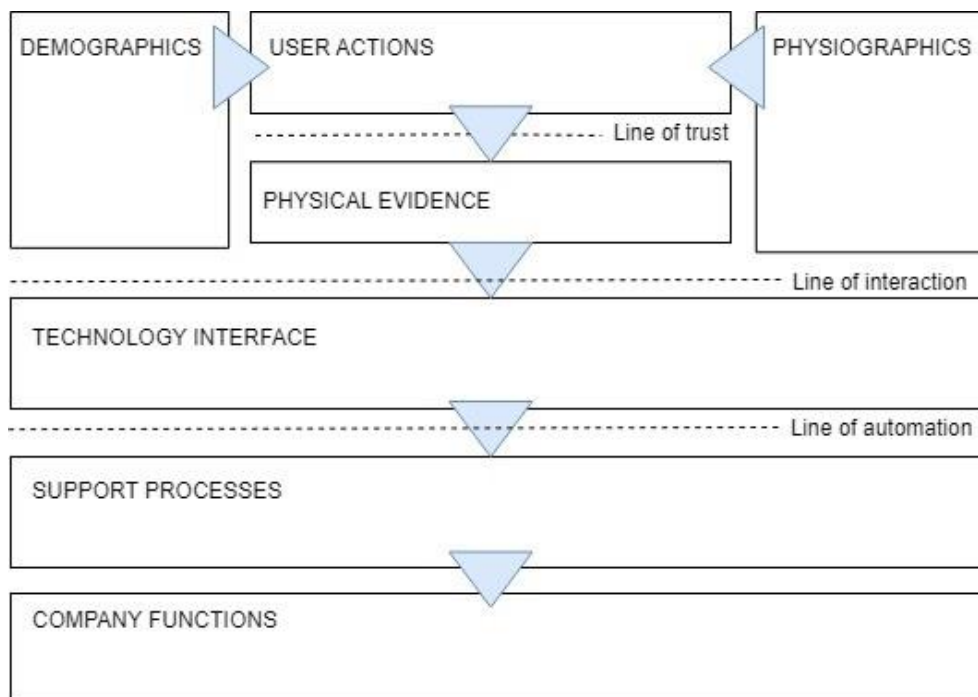 DEMOGRAPHICS
USER ACTIONS
PHYSIOGRAPHICS
Line of trust
PHYSICAL EVIDENCE
Line of interaction
TECHNOLOGY INTERFACE
Line of automation
SUPPORT PROCESSES
COMPANY FUNCTIONS